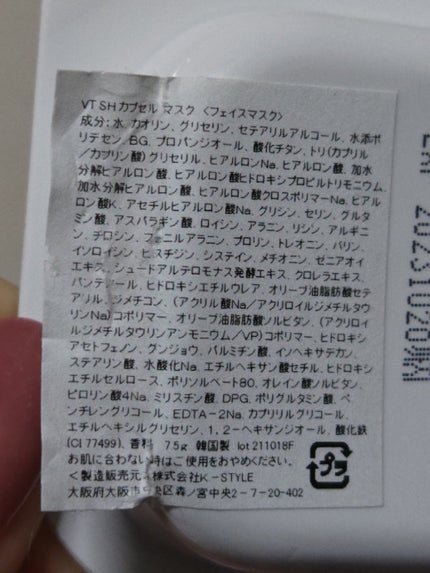 VT SHカプセル マスク 〈フェイスマスク〉
成分: 水、カオリン、グリセリン、セテアリルアルコール、水添ポ
リデセン、BG、プロパンジオール、酸化チタン、トリ(カプリル
／カプリン酸)グリセリル、ヒアルロンNa、ヒアルロン酸、加水
分解ヒアルロン酸、ヒアルロン酸ヒドロキシプロピルトリモニウム、
加水分解ヒアルロン酸、ヒアルロン酸クロスポリマーNa、ヒアル
ロン酸K、アセチルヒアルロン酸Na、グリシン、セリン、グルタ
ミン酸、アスパラギン酸、ロイシン、アラニン、リシン、アルギニ
ン、チロシン、フェニルアラニン、プロリン、トレオニン、バリン、
イソロイシン、ヒスチジン、システイン、メチオニン、ゼニアオイ
エキス、シュードアルテロモナス発酵エキス、クロレラエキス、
パンテノール、ヒドロキシエチルウレア、オリーブ油脂肪酸セテ
アリル、ジメチコン、(アクリル酸Na／アクリロイルジメチルタウ
リンNa)コポリマー、オリーブ油脂肪酸ソルビタン、(アクリロイ
ルジメチルタウリンアンモニウム／VP)コポリマー、ヒドロキシ
アセトフェノン、グンジョウ、パルミチン酸、イソヘキサデカン、
ステアリン酸、水酸化Na、エチルヘキサン酸セチル、ヒドロキシ
エチルセルロース、ポリソルベート80、オレイン酸ソルビタン、
ピロリン酸4Na、ミリスチン酸、DPG、ポリグルタミン酸、ペ
ンチレングリコール、EDTA－2Na、カプリリルグリコール、
エチルヘキシルグリセリン、1, 2－ヘキサンジオール、酸化鉄
(CI 77499)、香料 7.5g 韓国製 lot 211018F
お肌に合わない時はご使用をおやめください。
＜製造販売元＞株式会社K－STYLE
大阪府大阪市中央区森ノ宮中央2－7－20-402
プラ